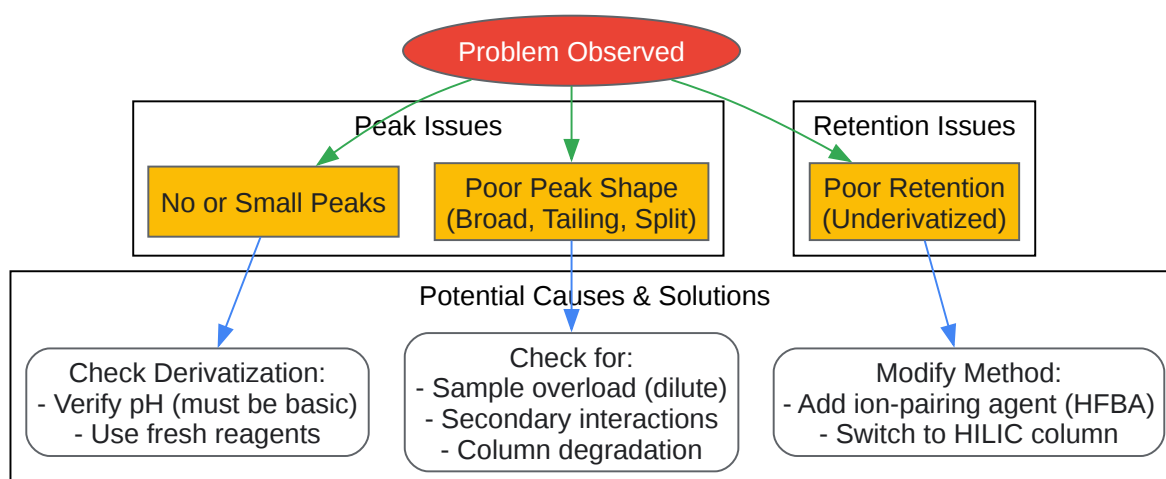 Problem Observed
Peak Issues
Retention Issues
No or Small Peaks
Poor Peak Shape
(Broad, Tailing, Split)
Poor Retention
(Underivatized)
Potential Causes & Solutions
Check Derivatization:
- Verify pH (must be basic)
- Use fresh reagents
Check for:
- Sample overload (dilute)
- Secondary interactions
- Column degradation
Modify Method:
- Add ion-pairing agent (HFBA)
- Switch to HILIC column